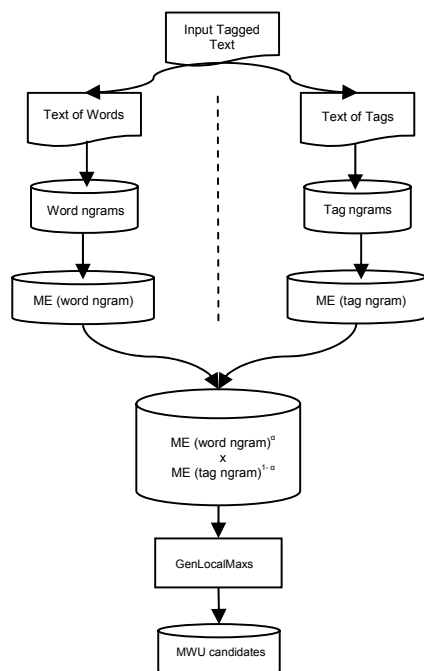 Input Tagged
Text
Text of Words
Text of Tags
Word ngrams
Tag ngrams
ME (word ngram)
ME (tag ngram)
ME (word ngram)^α
x
ME (tag ngram)^1- α
GenLocalMaxs
MWU candidates